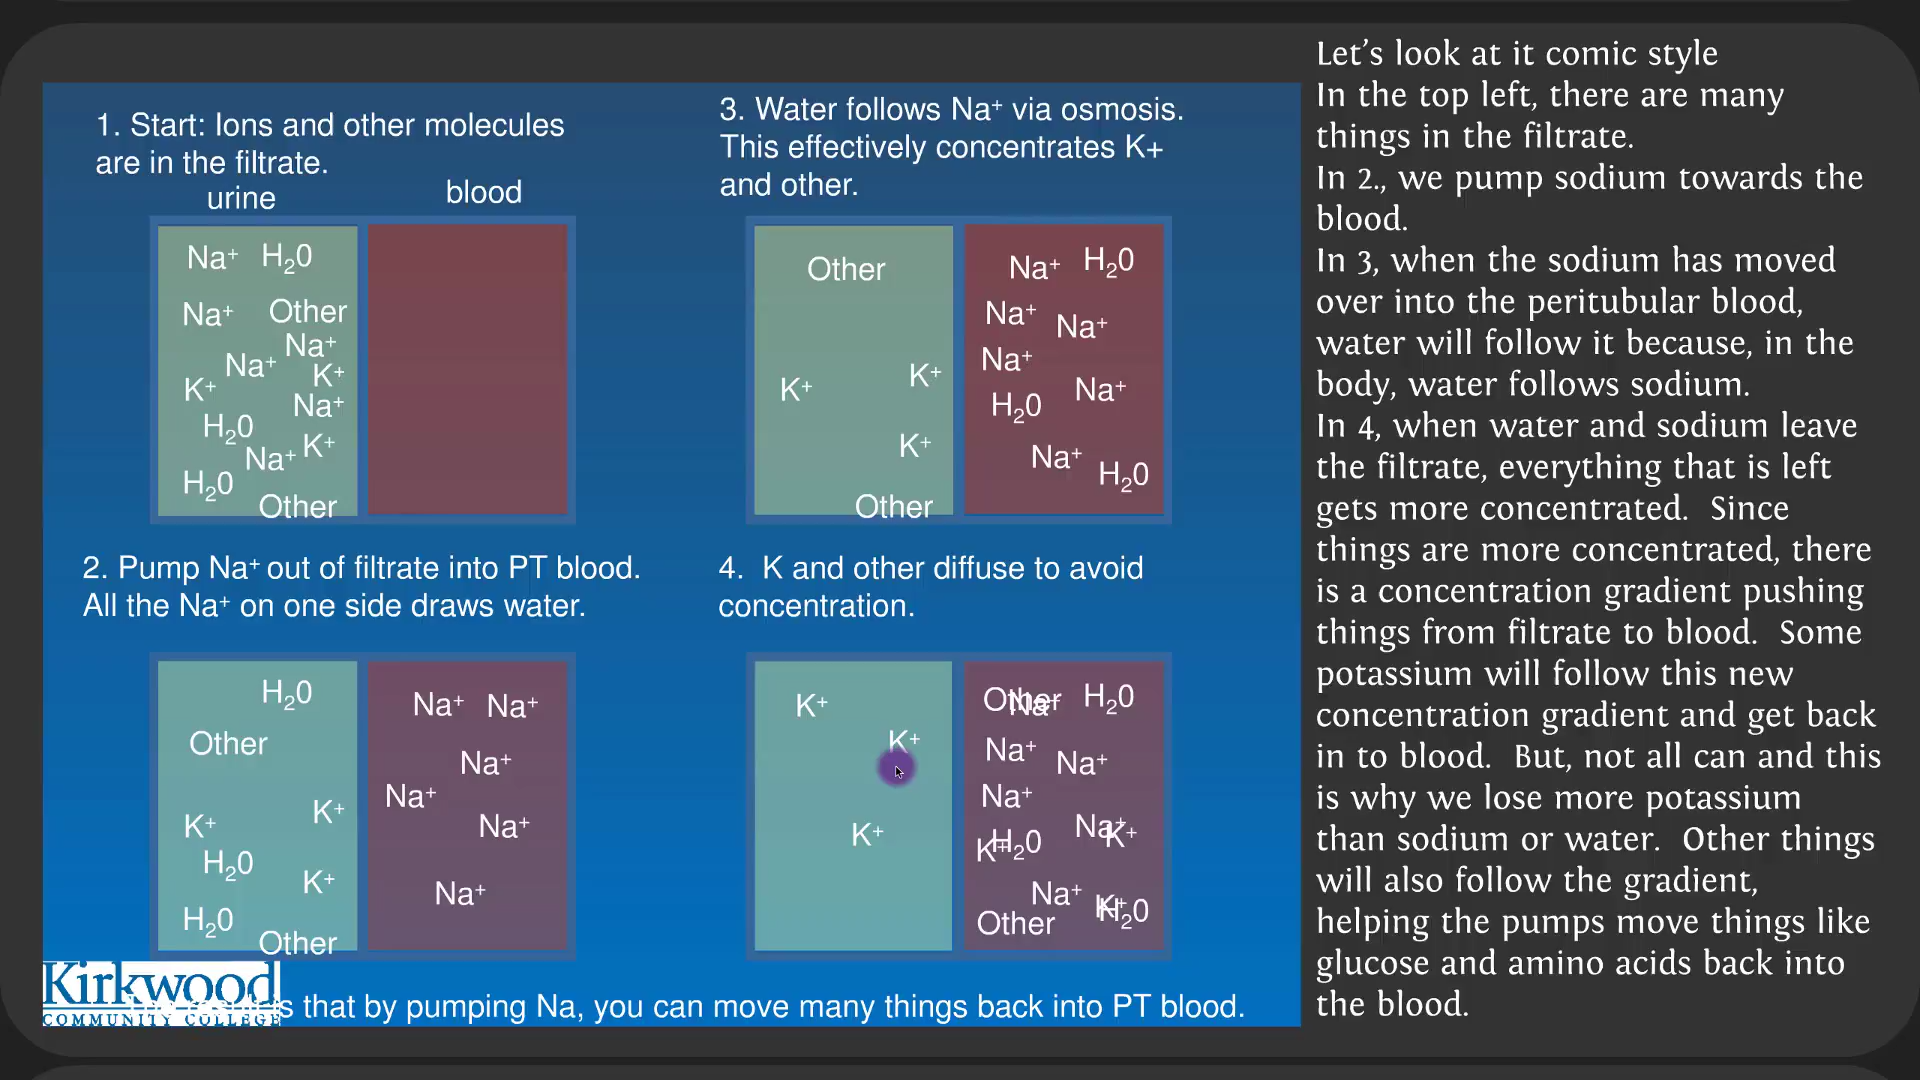 1. Start: Ions and other molecules
are in the filtrate.
urine
blood
Na⁺ H₂0
Na⁺ Other
Na⁺
Na⁺
K⁺ K⁺
Na⁺
H₂0
K⁺
Na⁺
H₂0
Other
2. Pump Na⁺ out of filtrate into PT blood.
All the Na⁺ on one side draws water.
H₂0
Other
K⁺ K⁺
H₂0
K⁺
H₂0
Other
Na⁺ Na⁺
Na⁺
Na⁺
Na⁺
Na⁺
3. Water follows Na⁺ via osmosis.
This effectively concentrates K+
and other.
Other
K⁺ K⁺
K⁺
Other
Na⁺ H₂0
Na⁺ Na⁺
Na⁺
Na⁺
H₂0
Na⁺
H₂0
4. K and other diffuse to avoid
concentration.
K⁺
K⁺
K⁺
Other Na⁺ H₂0
Na⁺ Na⁺
Na⁺
Na⁺ K⁺
K⁺ H₂0
Na⁺ K⁺ H₂0
Other
Kirkwood
COMMUNITY COLLEGE
is that by pumping Na, you can move many things back into PT blood.
Let’s look at it comic style
In the top left, there are many
things in the filtrate.
In 2., we pump sodium towards the
blood.
In 3, when the sodium has moved
over into the peritubular blood,
water will follow it because, in the
body, water follows sodium.
In 4, when water and sodium leave
the filtrate, everything that is left
gets more concentrated.  Since
things are more concentrated, there
is a concentration gradient pushing
things from filtrate to blood.  Some
potassium will follow this new
concentration gradient and get back
in to blood.  But, not all can and this
is why we lose more potassium
than sodium or water.  Other things
will also follow the gradient,
helping the pumps move things like
glucose and amino acids back into
the blood.